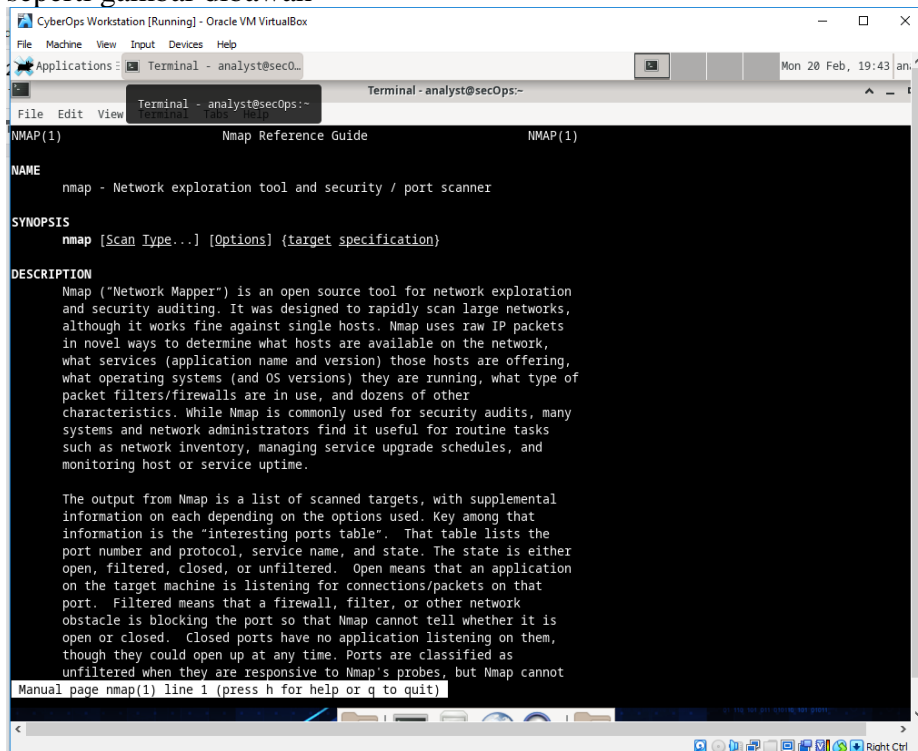 seperti gambar dibawah
CyberOps Workstation [Running] - Oracle VM VirtualBox
File Machine View Input Devices Help
Applications Terminal - analyst@secO... Mon 20 Feb, 19:43 an
Terminal - analyst@secOps:~
Terminal - analyst@secOps:~
File Edit View Terminal Tabs Help
NMAP(1) Nmap Reference Guide NMAP(1)
NAME
nmap - Network exploration tool and security / port scanner
SYNOPSIS
nmap [Scan Type...] [Options] {target specification}
DESCRIPTION
Nmap (“Network Mapper”) is an open source tool for network exploration
and security auditing. It was designed to rapidly scan large networks,
although it works fine against single hosts. Nmap uses raw IP packets
in novel ways to determine what hosts are available on the network,
what services (application name and version) those hosts are offering,
what operating systems (and OS versions) they are running, what type of
packet filters/firewalls are in use, and dozens of other
characteristics. While Nmap is commonly used for security audits, many
systems and network administrators find it useful for routine tasks
such as network inventory, managing service upgrade schedules, and
monitoring host or service uptime.
The output from Nmap is a list of scanned targets, with supplemental
information on each depending on the options used. Key among that
information is the “interesting ports table”. That table lists the
port number and protocol, service name, and state. The state is either
open, filtered, closed, or unfiltered. Open means that an application
on the target machine is listening for connections/packets on that
port. Filtered means that a firewall, filter, or other network
obstacle is blocking the port so that Nmap cannot tell whether it is
open or closed. Closed ports have no application listening on them,
though they could open up at any time. Ports are classified as
unfiltered when they are responsive to Nmap's probes, but Nmap cannot
Manual page nmap(1) line 1 (press h for help or q to quit)
Right Ctrl